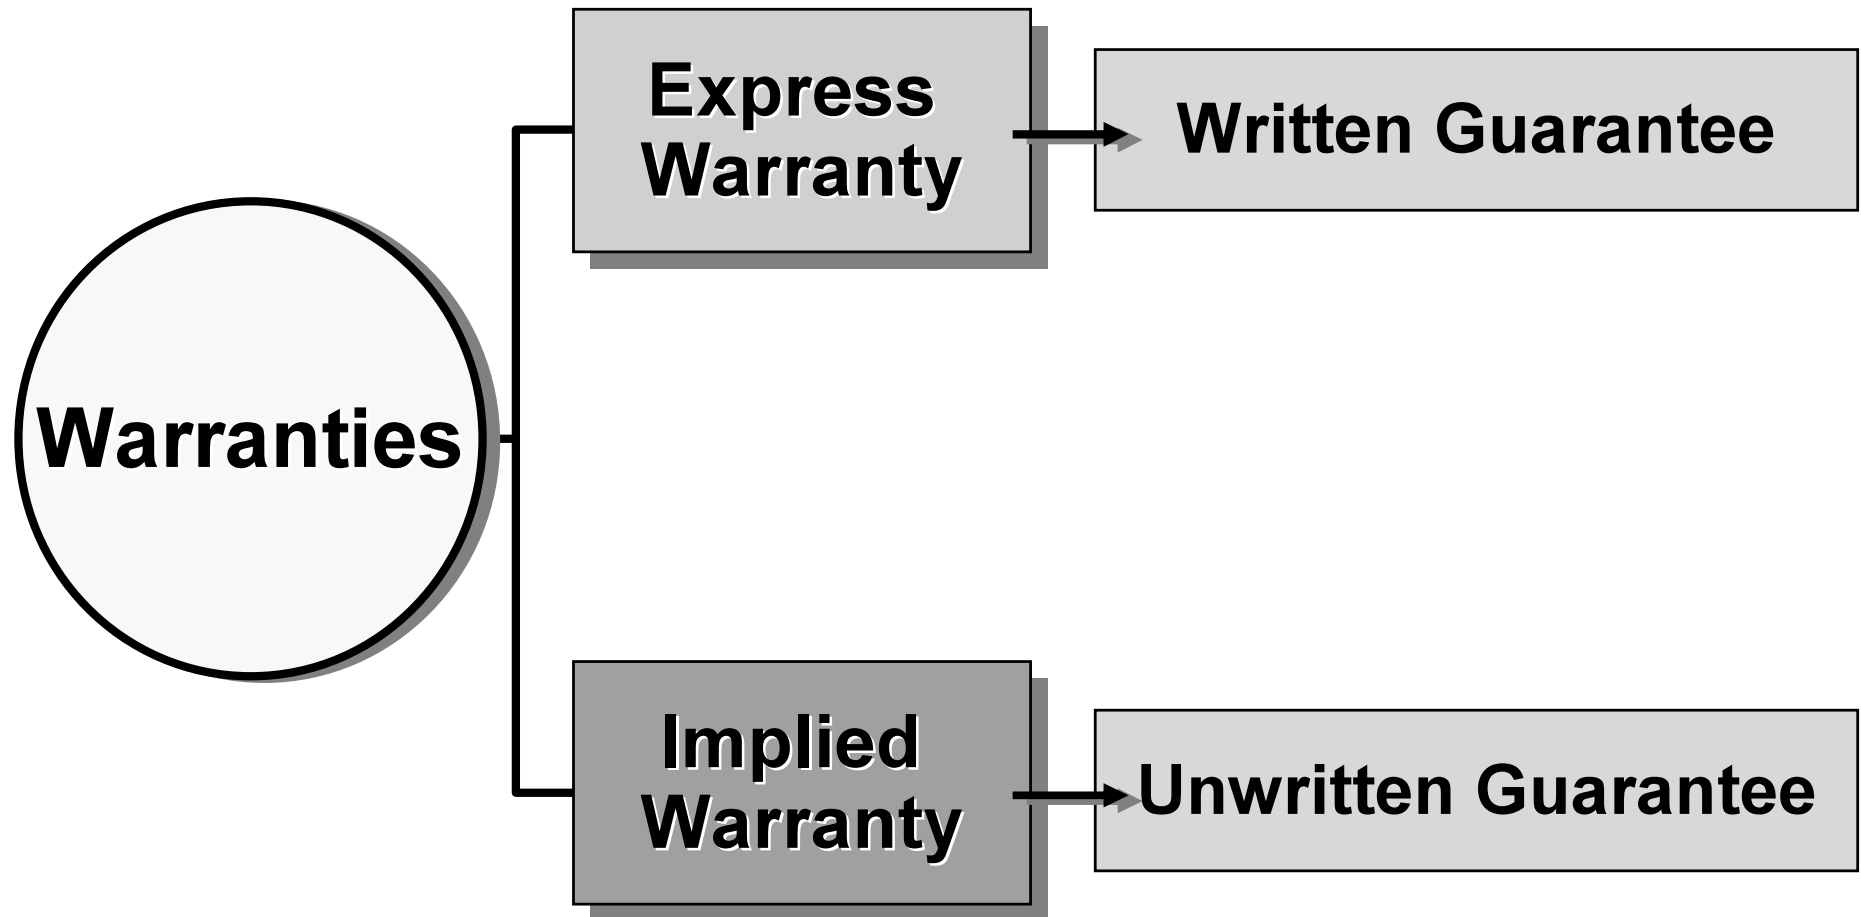 Warranties
Express
Warranty
Written Guarantee
Implied
Warranty
Unwritten Guarantee